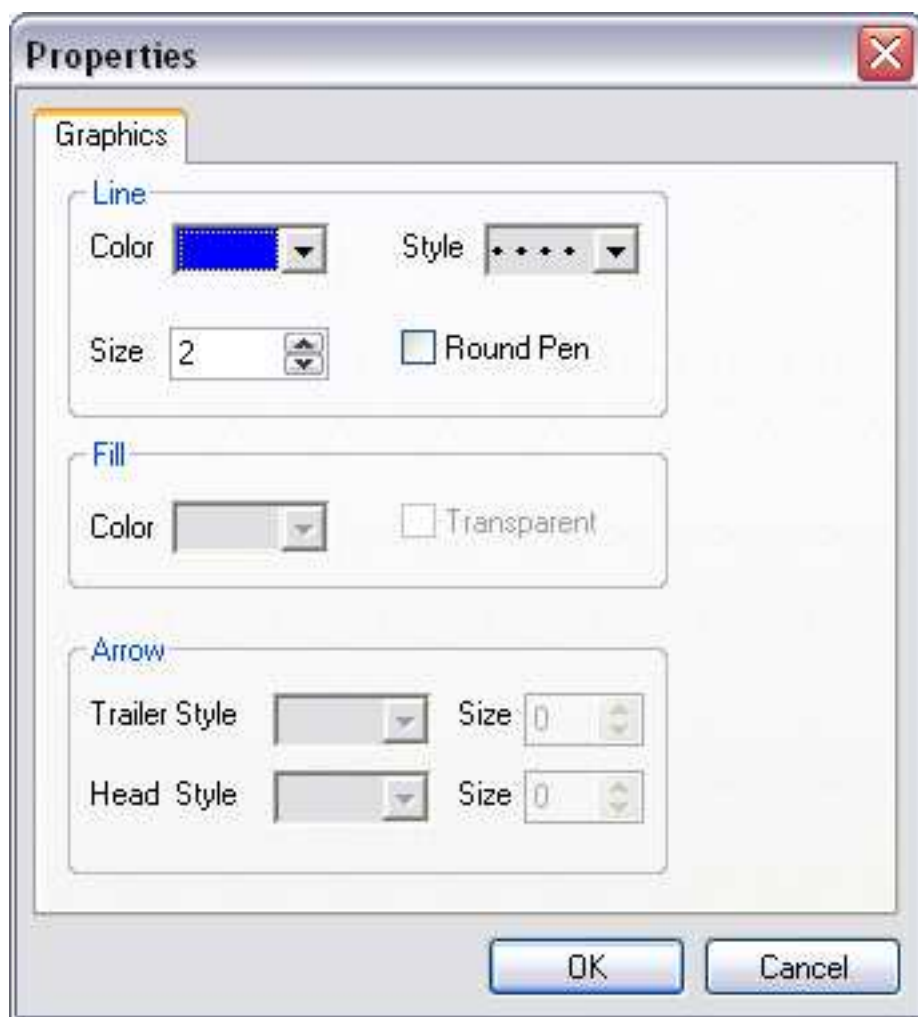 Properties
Graphics
Line
Color Style
Size 2 Round Pen
Fill
Color Transparent
Arrow
Trailer Style Size 0
Head Style Size 0
OK Cancel